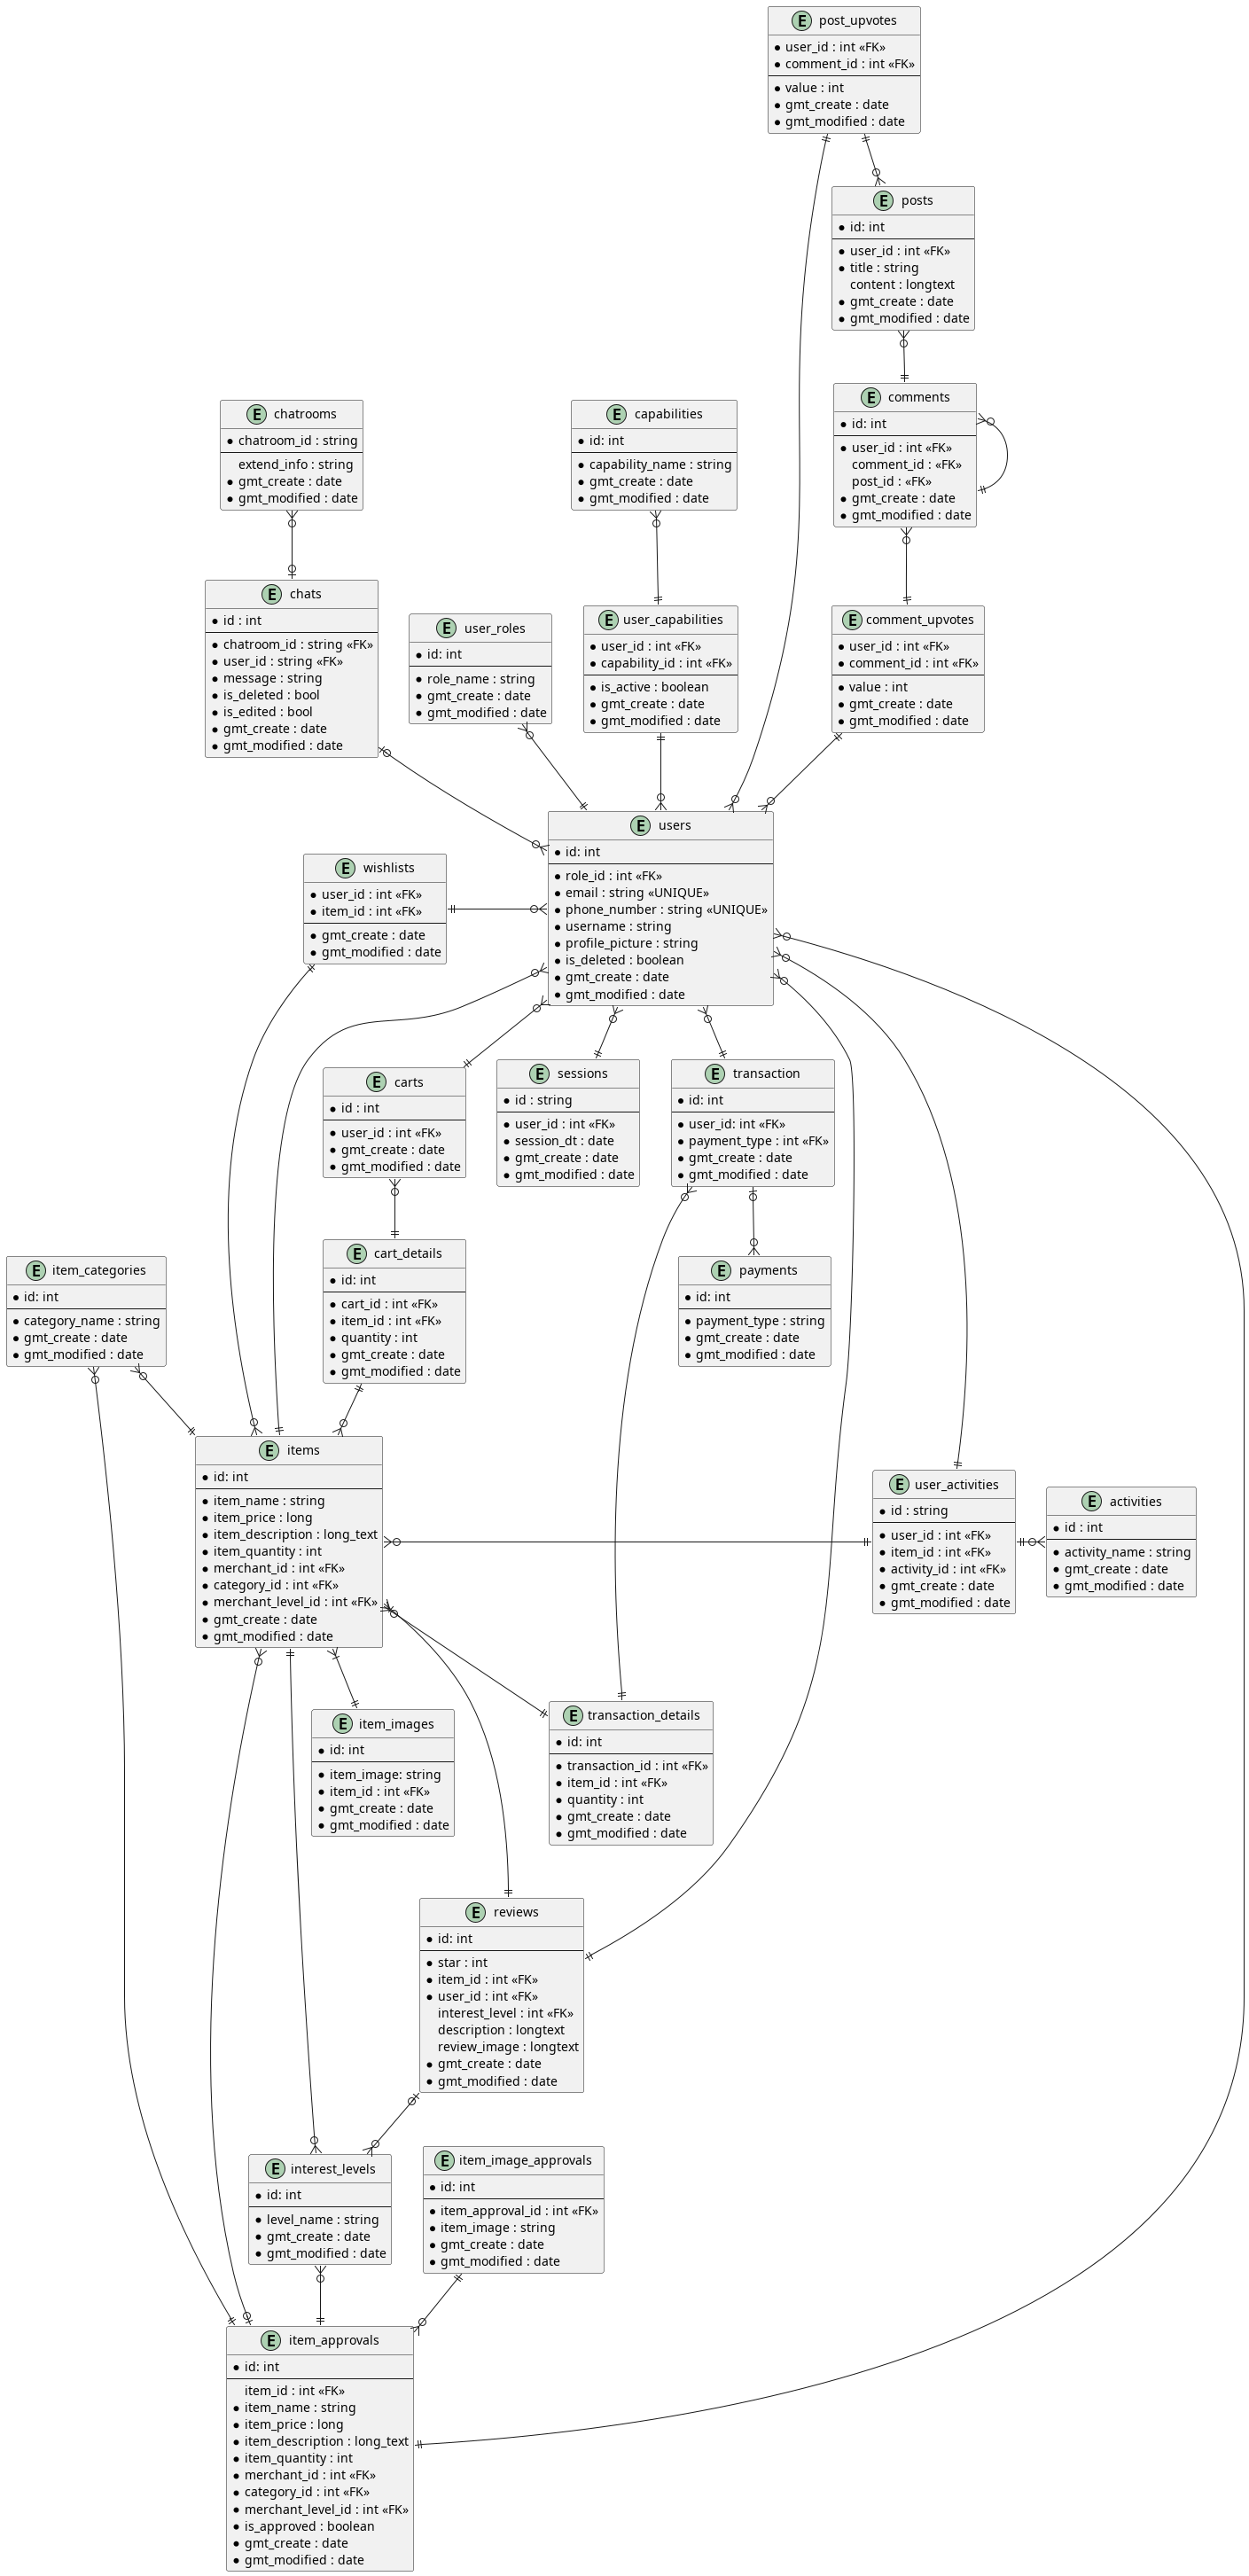 E post_upvotes
user_id : int «FK»
comment_id : int «FK»
value : int
gmt_create : date
gmt_modified : date
E posts
id: int
user_id : int «FK»
title : string
content : longtext
gmt_create : date
gmt_modified : date
E chatrooms
chatroom_id : string
extend_info : string
gmt_create : date
gmt_modified : date
E capabilities
id: int
capability_name : string
gmt_create : date
gmt_modified : date
E comments
id: int
user_id : int «FK»
comment_id : «FK»
post_id : «FK»
gmt_create : date
gmt_modified : date
E chats
id : int
chatroom_id : string «FK»
user_id : string «FK»
message : string
is_deleted : bool
is_edited : bool
gmt_create : date
gmt_modified : date
E user_roles
id: int
role_name : string
gmt_create : date
gmt_modified : date
E user_capabilities
user_id : int «FK»
capability_id : int «FK»
is_active : boolean
gmt_create : date
gmt_modified : date
E comment_upvotes
user_id : int «FK»
comment_id : int «FK»
value : int
gmt_create : date
gmt_modified : date
E wishlists
user_id : int «FK»
item_id : int «FK»
gmt_create : date
gmt_modified : date
E users
id: int
role_id : int «FK»
email : string «UNIQUE»
phone_number : string «UNIQUE»
username : string
profile_picture : string
is_deleted : boolean
gmt_create : date
gmt_modified : date
E carts
id : int
user_id : int «FK»
gmt_create : date
gmt_modified : date
E sessions
id : string
user_id : int «FK»
session_dt : date
gmt_create : date
gmt_modified : date
E transaction
id: int
user_id: int «FK»
payment_type : int «FK»
gmt_create : date
gmt_modified : date
E item_categories
id: int
category_name : string
gmt_create : date
gmt_modified : date
E cart_details
id: int
cart_id : int «FK»
item_id : int «FK»
quantity : int
gmt_create : date
gmt_modified : date
E payments
id: int
payment_type : string
gmt_create : date
gmt_modified : date
E items
id: int
item_name : string
item_price : long
item_description : long_text
item_quantity : int
merchant_id : int «FK»
category_id : int «FK»
merchant_level_id : int «FK»
gmt_create : date
gmt_modified : date
E user_activities
id : string
user_id : int «FK»
item_id : int «FK»
activity_id : int «FK»
gmt_create : date
gmt_modified : date
E activities
id : int
activity_name : string
gmt_create : date
gmt_modified : date
E item_images
id: int
item_image: string
item_id : int «FK»
gmt_create : date
gmt_modified : date
E transaction_details
id: int
transaction_id : int «FK»
item_id : int «FK»
quantity : int
gmt_create : date
gmt_modified : date
E reviews
id: int
star : int
item_id : int «FK»
user_id : int «FK»
interest_level : int «FK»
description : longtext
review_image : longtext
gmt_create : date
gmt_modified : date
E interest_levels
id: int
level_name : string
gmt_create : date
gmt_modified : date
E item_image_approvals
id: int
item_approval_id : int «FK»
item_image : string
gmt_create : date
gmt_modified : date
E item_approvals
id: int
item_id : int «FK»
item_name : string
item_price : long
item_description : long_text
item_quantity : int
merchant_id : int «FK»
category_id : int «FK»
merchant_level_id : int «FK»
is_approved : boolean
gmt_create : date
gmt_modified : date